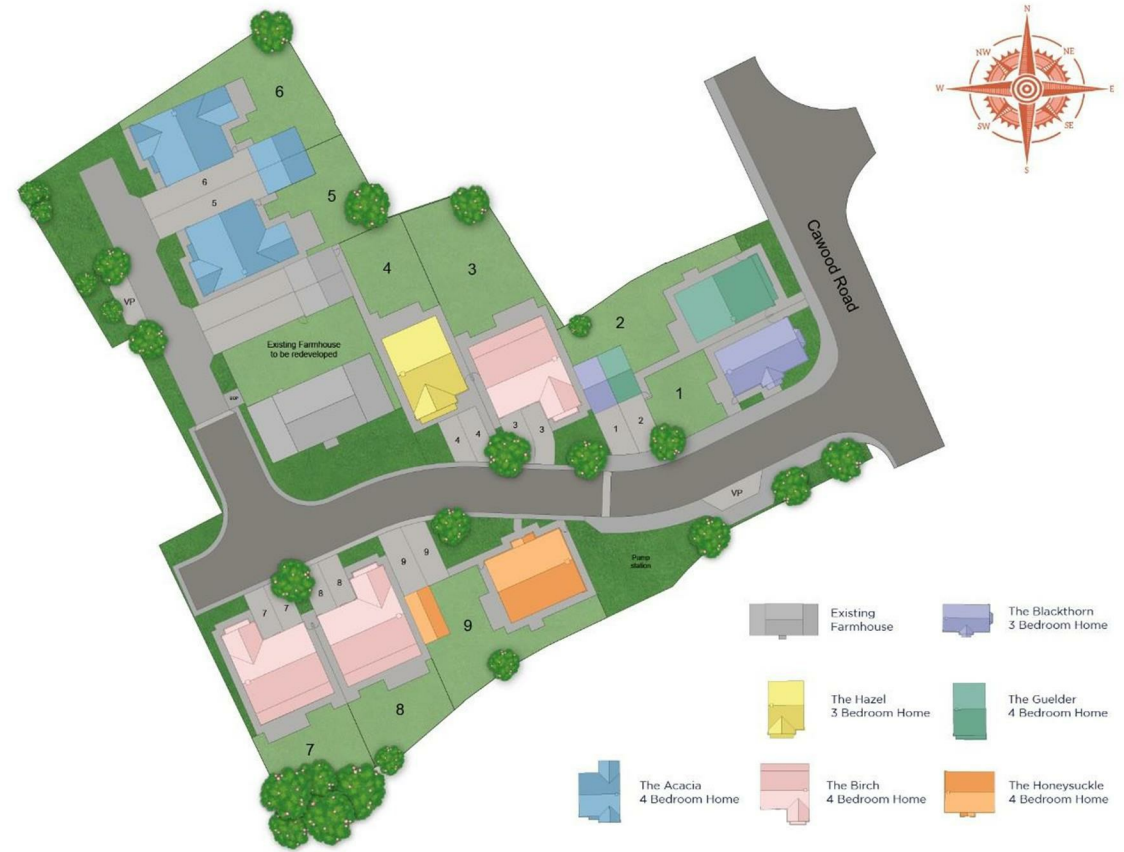 N
NW
NE
W
E
SW
SE
S
6
6
5
5
4
3
Cawood Road
VP
2
Existing Farmhouse
to be redeveloped
1
4
4
3
3
1
2
VP
Pump
station
9
9
8
8
7
7
9
8
7
Existing
Farmhouse
The Blackthorn
3 Bedroom Home
The Hazel
3 Bedroom Home
The Guelder
4 Bedroom Home
The Acacia
4 Bedroom Home
The Birch
4 Bedroom Home
The Honeysuckle
4 Bedroom Home